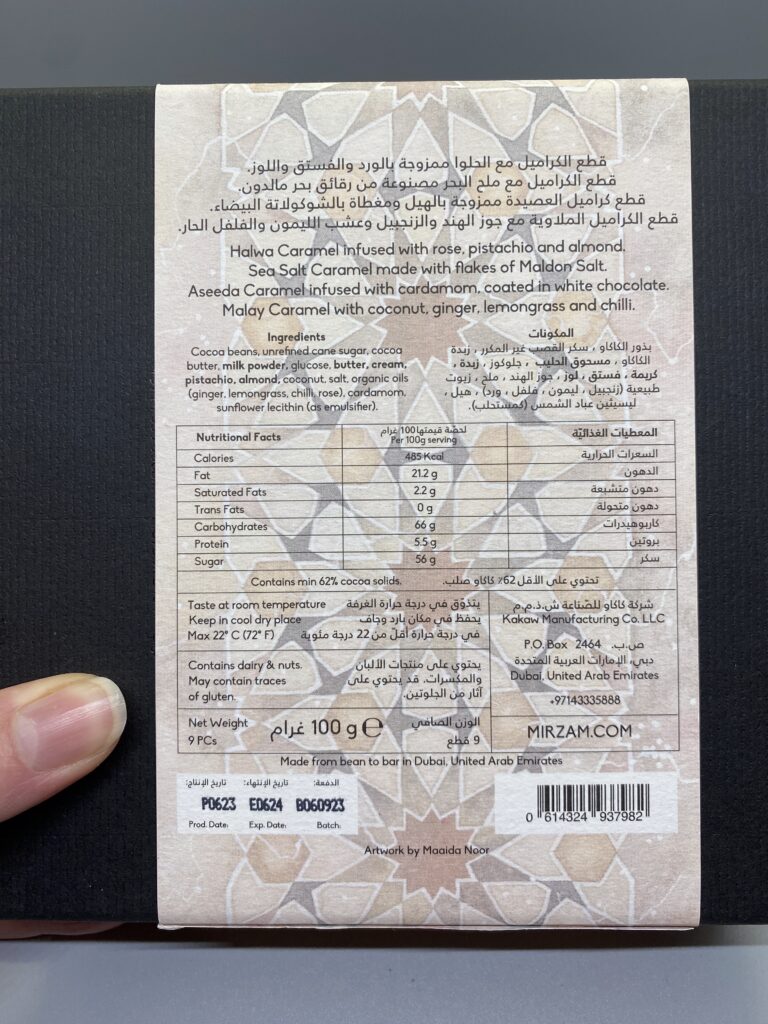 قطع الكراميل مع الحلوا ممزوجة بالورد والفستق واللوز.
قطع الكراميل مع ملح البحر مصنوعة من رقائق بحر مالدون.
قطع كراميل العصيدة ممزوجة بالهيل ومغطاة بالشوكولاتة البيضاء.
قطع الكراميل الملاوية مع جوز الهند والزنجبيل وعشب الليمون والفلفل الحار.
Halwa Caramel infused with rose, pistachio and almond.
Sea Salt Caramel made with flakes of Maldon Salt.
Aseeda Caramel infused with cardamom, coated in white chocolate.
Malay Caramel with coconut, ginger, lemongrass and chilli.
Ingredients
Cocoa beans, unrefined cane sugar, cocoa
butter, milk powder, glucose, butter, cream,
pistachio, almond, coconut, salt, organic oils
(ginger, lemongrass, chilli, rose), cardamom,
sunflower lecithin (as emulsifier).
المكونات
بذور الكاكاو ، سكر القصب غير المكرر ، زبدة
الكاكاو ، مسحوق الحليب ، جلوكوز ، زبدة ،
كريمة ، فستق ، لوز ، جوز الهند ، ملح ، زيوت
طبيعية (زنجبيل ، ليمون ، فلفل ، ورد) ، هيل ،
ليسيثين عباد الشمس (كمستحلب).
Nutritional Facts لحصة قيمتها 100 غرام المعطيات الغذائيّة
Per 100g serving
Calories 485 Kcal السعرات الحرارية
Fat 21.2 g الدهون
Saturated Fats 2.2 g دهون متشبعة
Trans Fats 0 g دهون متحولة
Carbohydrates 66 g كاربوهيدرات
Protein 5.5 g بروتين
Sugar 56 g سكر
Contains min 62% cocoa solids. تحتوي على الأقل 62٪ كاكاو صلب.
Taste at room temperature
Keep in cool dry place
Max 22° C (72° F)
يتذوّق في درجة حرارة الغرفة
يحفظ في مكان بارد وجاف
في درجة حرارة أقلّ من 22 درجة مئوية
شركة كاكاو للصّناعة ش.ذ.م.م
Kakaw Manufacturing Co. LLC
P.O. Box 2464 ص.ب.
دبي، الإمارات العربية المتحدة
Dubai, United Arab Emirates
+97143335888
Contains dairy & nuts.
May contain traces
of gluten.
يحتوي على منتجات الألبان
والمكسرات. قد يحتوي على
آثار من الجلوتين.
Net Weight
9 PCs
100 g ℮ غرام
الوزن الصافي
9 قطع
MIRZAM.COM
Made from bean to bar in Dubai, United Arab Emirates
تاريخ الإنتاج: تاريخ الإنتهاء: الدفعة:
P0623 E0624 B060923
Prod. Date: Exp. Date: Batch:
0 614324 937982
Artwork by Maaida Noor